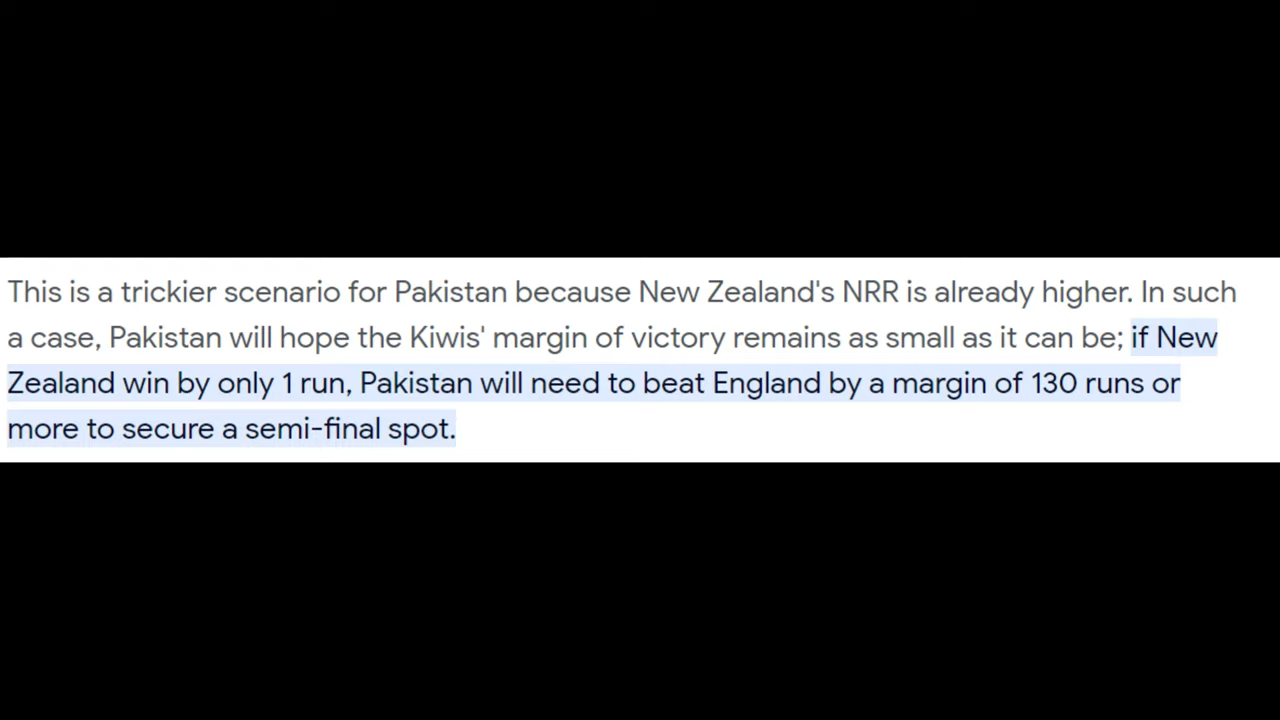 This is a trickier scenario for Pakistan because New Zealand's NRR is already higher. In such
a case, Pakistan will hope the Kiwis' margin of victory remains as small as it can be; if New
Zealand win by only 1 run, Pakistan will need to beat England by a margin of 130 runs or
more to secure a semi-final spot.